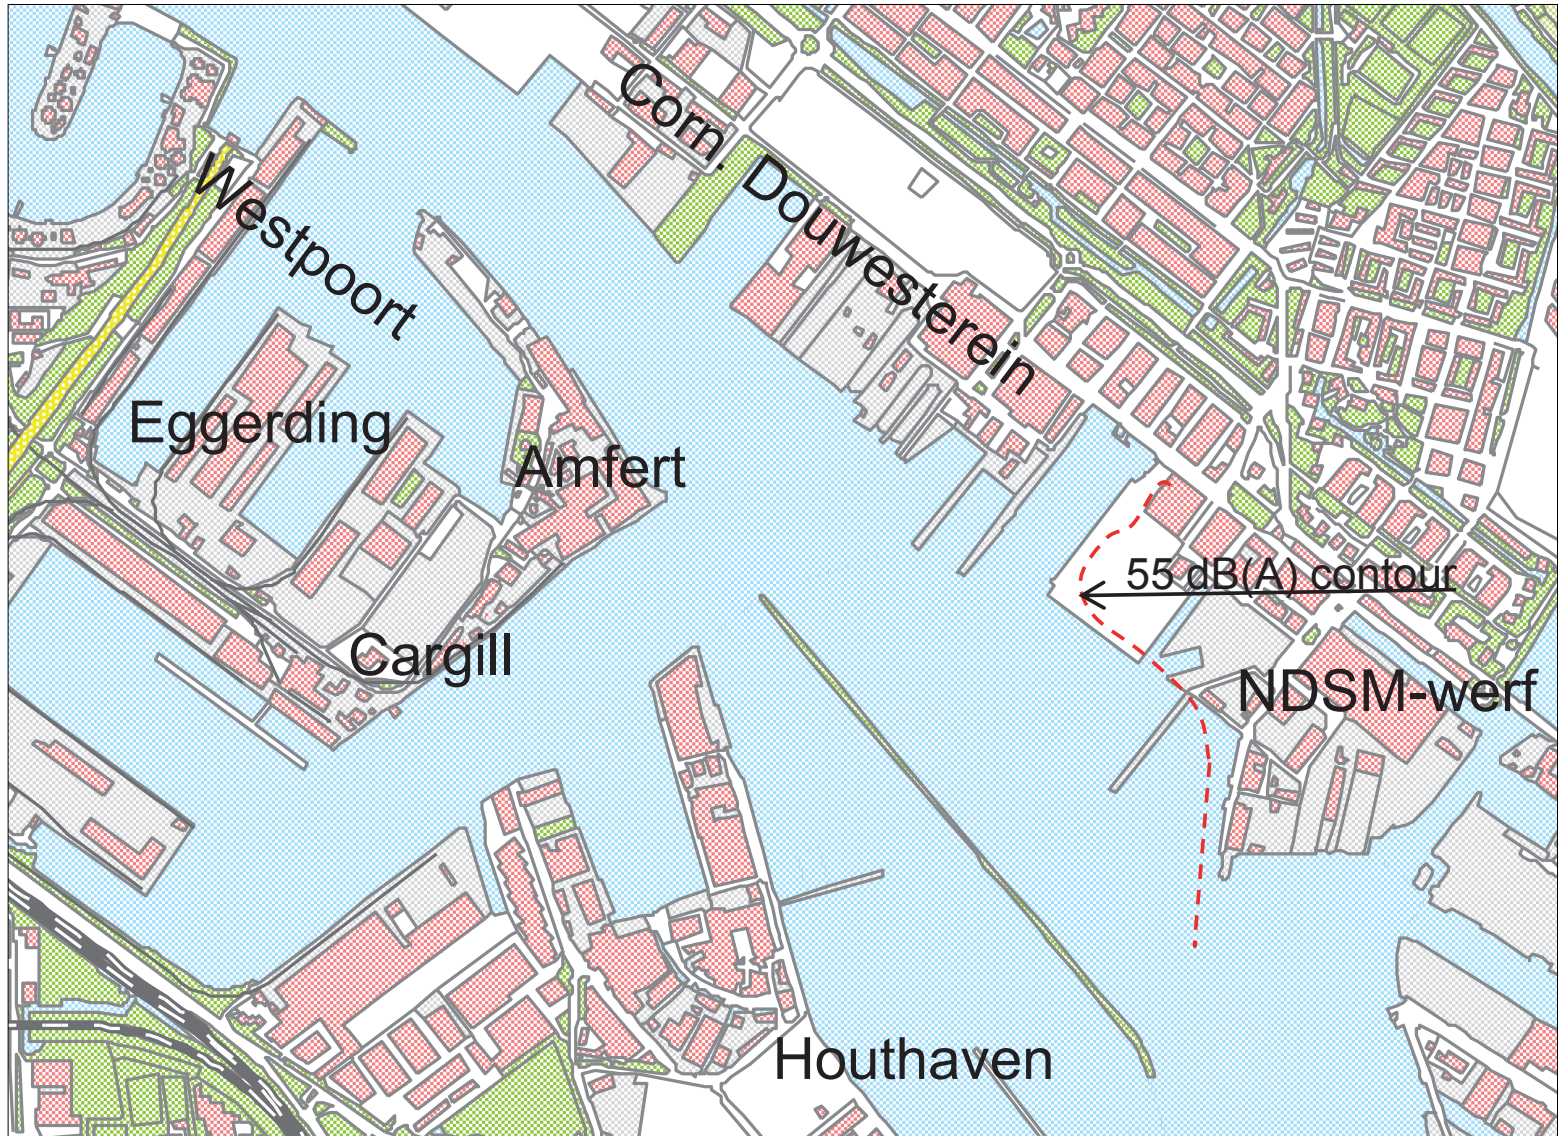 Corn. Douwesterein
Westpoort
Eggerding
Amfert
55 dB(A) contour
Cargill
NDSM-werf
Houthaven